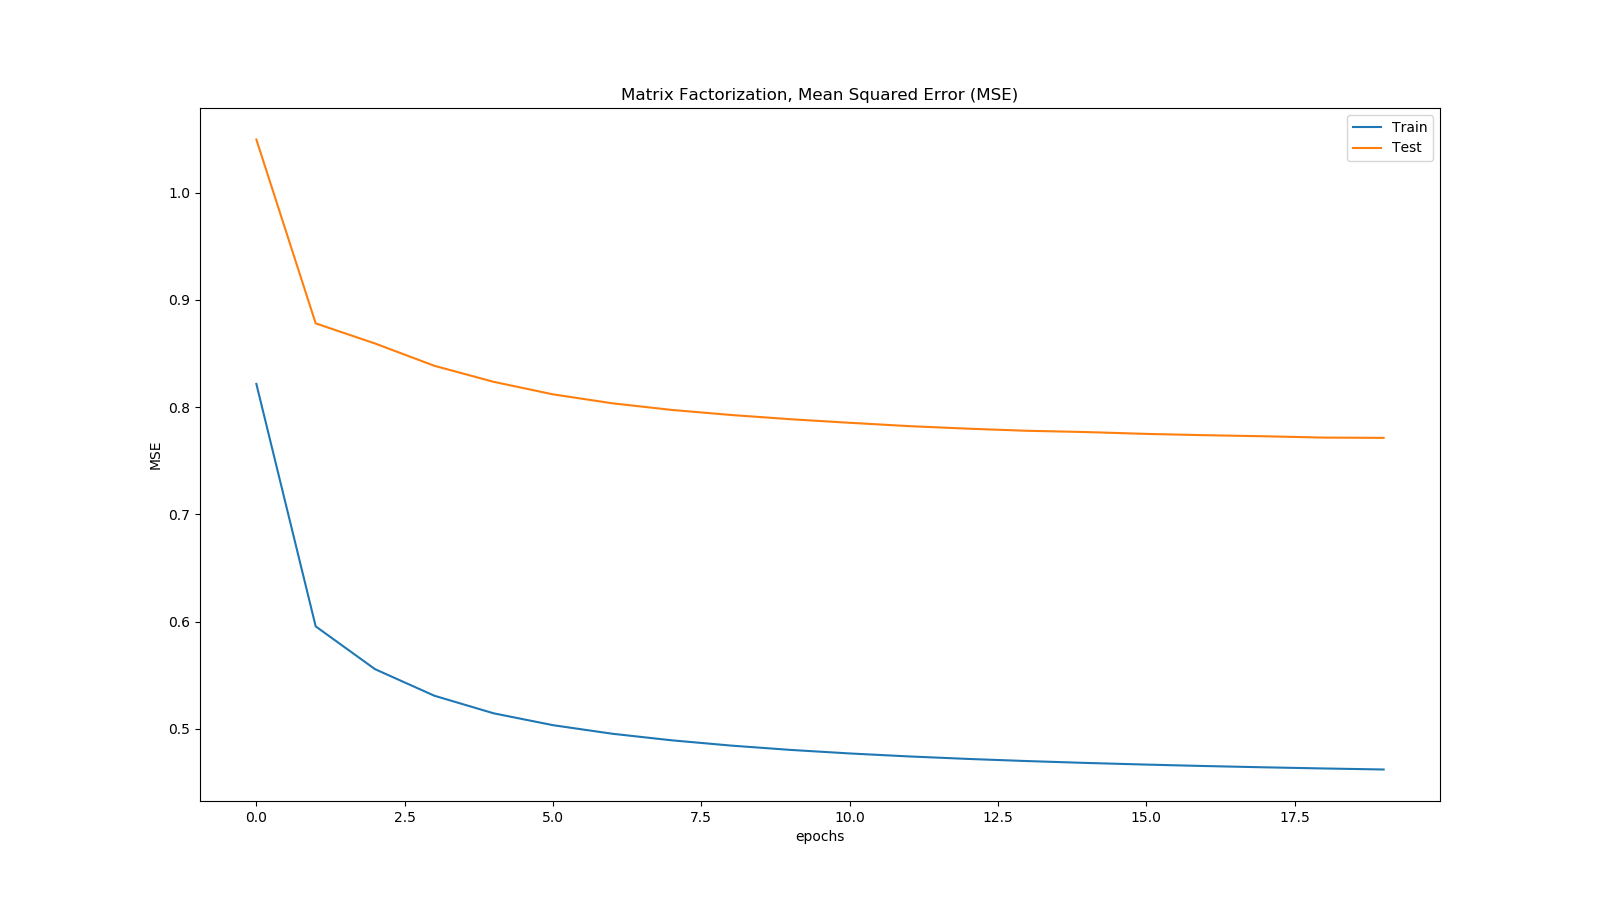 Matrix Factorization, Mean Squared Error (MSE)
Train
Test
1.0
0.9
0.8
0.7
0.6
0.5
MSE
0.0 2.5 5.0 7.5 10.0 12.5 15.0 17.5
epochs